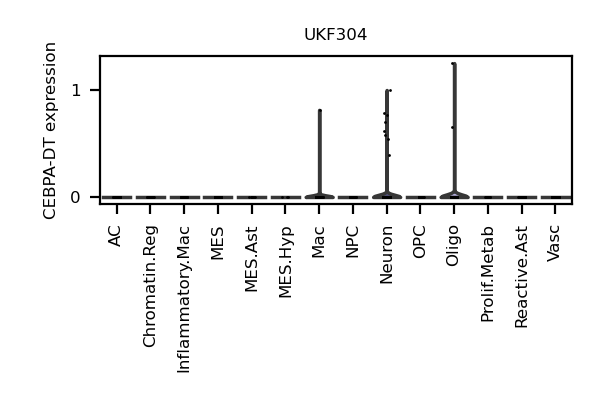 UKF304
CEBPA-DT expression
1
0
AC
Chromatin.Reg
Inflammatory.Mac
MES
MES.Ast
MES.Hyp
Mac
NPC
Neuron
OPC
Oligo
Prolif.Metab
Reactive.Ast
Vasc